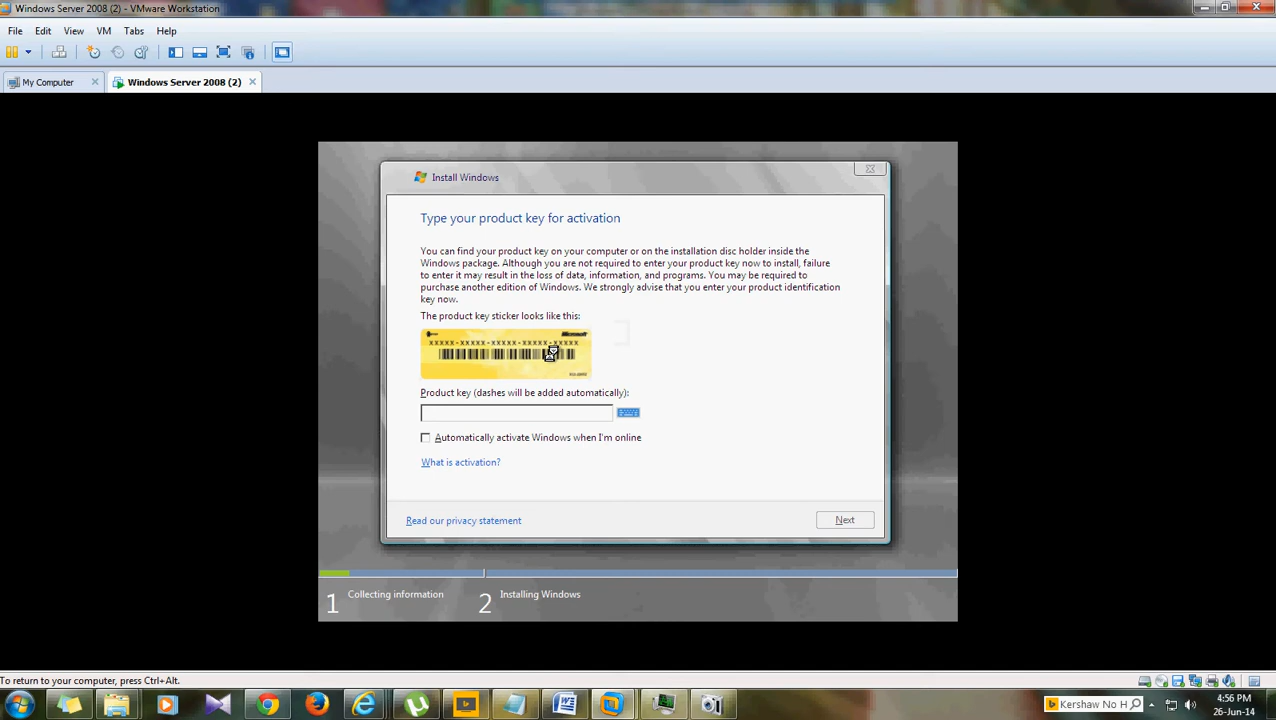 Windows Server 2008 (2) - VMware Workstation
File Edit View VM Tabs Help
My Computer
Windows Server 2008 (2)
Install Windows
Type your product key for activation
You can find your product key on your computer or on the installation disc holder inside the
Windows package. Although you are not required to enter your product key now to install, failure
to enter it may result in the loss of data, information, and programs. You may be required to
purchase another edition of Windows. We strongly advise that you enter your product identification
key now.
The product key sticker looks like this:
Microsoft
XXXXX-XXXXX-XXXXX-XXXXX-XXXXX
Product key (dashes will be added automatically):
Automatically activate Windows when I'm online
What is activation?
Read our privacy statement
Next
1 Collecting information
2 Installing Windows
To return to your computer, press Ctrl+Alt.
Kershaw No H
4:56 PM
26-Jun-14